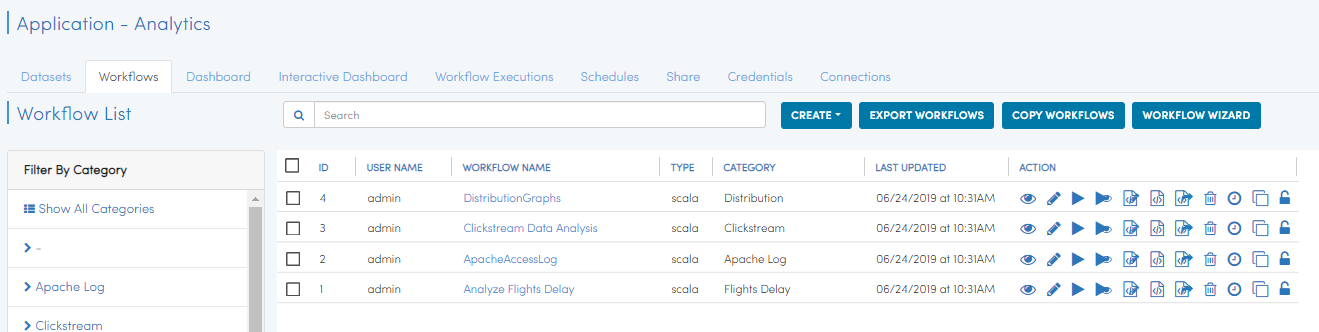 Application - Analytics
Datasets Workflows Dashboard Interactive Dashboard Workflow Executions Schedules Share Credentials Connections
Workflow List
Search
CREATE EXPORT WORKFLOWS COPY WORKFLOWS WORKFLOW WIZARD
Filter By Category
Show All Categories
-
Apache Log
Clickstream
ID USER NAME WORKFLOW NAME TYPE CATEGORY LAST UPDATED ACTION
4 admin DistributionGraphs scala Distribution 06/24/2019 at 10:31AM
3 admin Clickstream Data Analysis scala Clickstream 06/24/2019 at 10:31AM
2 admin ApacheAccessLog scala Apache Log 06/24/2019 at 10:31AM
1 admin Analyze Flights Delay scala Flights Delay 06/24/2019 at 10:31AM